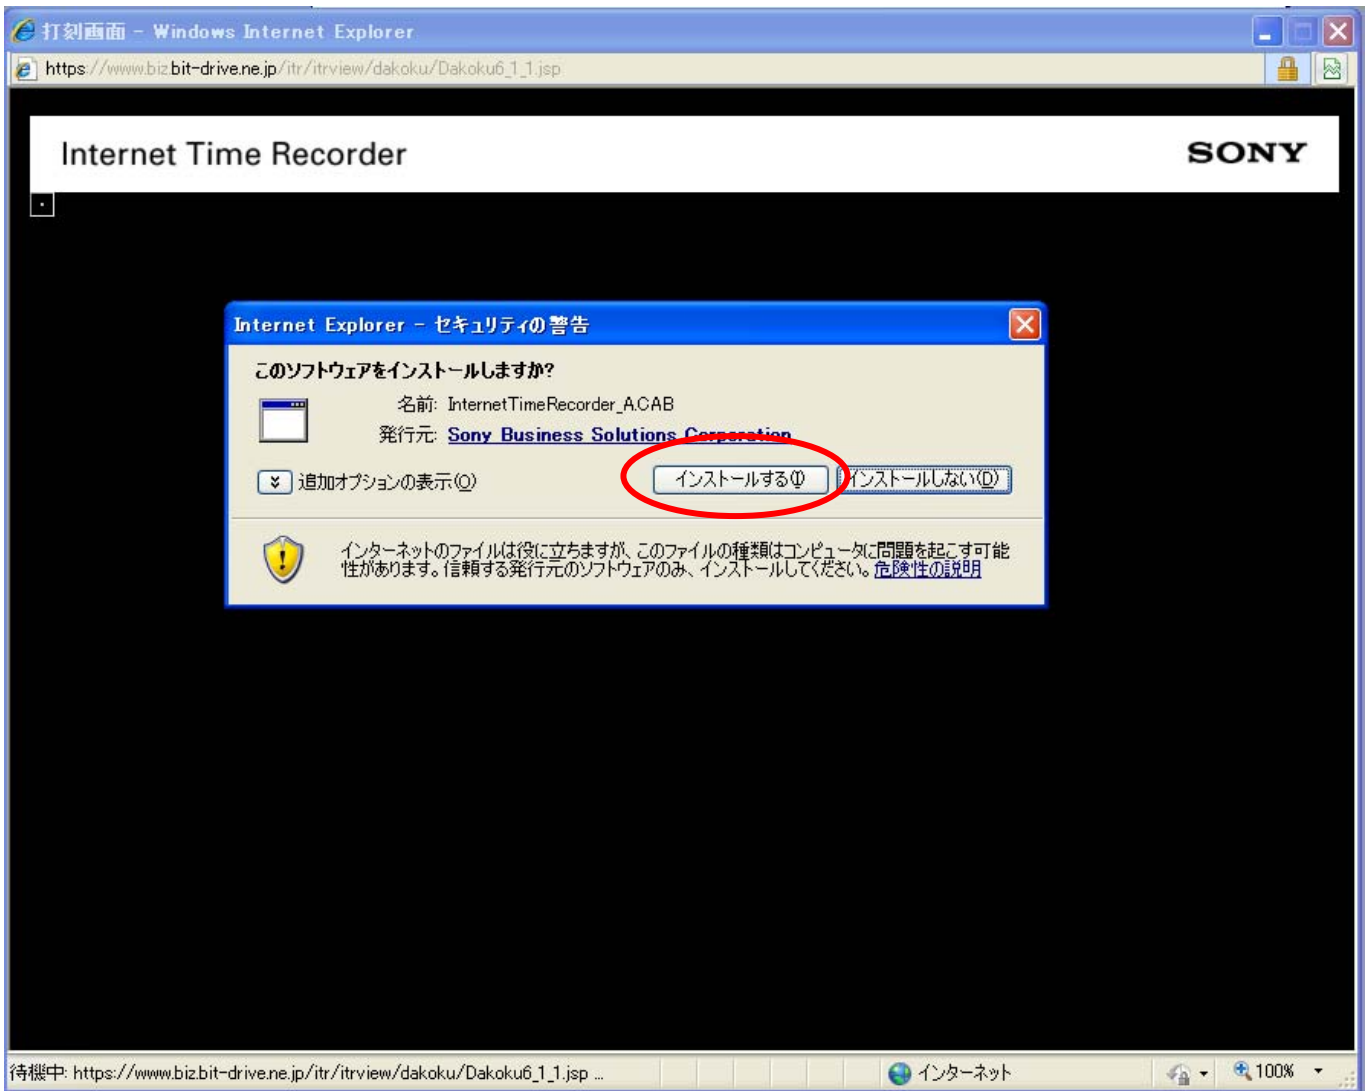 打刻画面 - Windows Internet Explorer
https://www.biz.bit-drive.ne.jp/itr/itrview/dakoku/Dakoku6_1_1.jsp
Internet Time Recorder
SONY
Internet Explorer - セキュリティの警告
このソフトウェアをインストールしますか?
名前: InternetTimeRecorder_A.CAB
発行元: Sony Business Solutions Corporation
追加オプションの表示(O)
インストールする(I)
インストールしない(D)
インターネットのファイルは役に立ちますが、このファイルの種類はコンピュータに問題を起こす可能
性があります。信頼する発行元のソフトウェアのみ、インストールしてください。危険性の説明
待機中: https://www.biz.bit-drive.ne.jp/itr/itrview/dakoku/Dakoku6_1_1.jsp ...
インターネット
100%